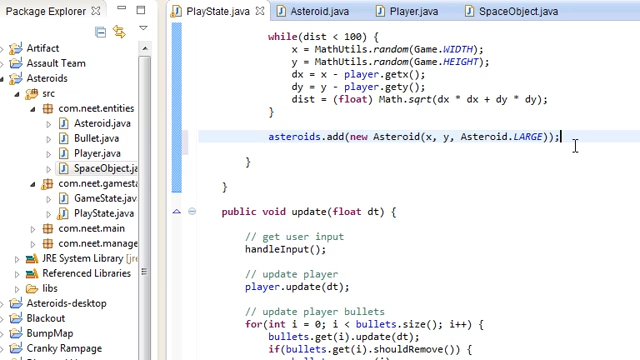 Package Explorer
PlayState.java
Asteroid.java
Player.java
SpaceObject.java
Artifact
Assault Team
Asteroids
src
com.neet.entities
Asteroid.java
Bullet.java
Player.java
SpaceObject.ja
com.neet.gamesta
GameState.java
PlayState.java
com.neet.main
com.neet.manage
JRE System Library [
Referenced Libraries
libs
Asteroids-desktop
Blackout
BumpMap
Cranky Rampage
while(dist < 100) {
x = MathUtils.random(Game.WIDTH);
y = MathUtils.random(Game.HEIGHT);
dx = x - player.getx();
dy = y - player.gety();
dist = (float) Math.sqrt(dx * dx + dy * dy);
}
asteroids.add(new Asteroid(x, y, Asteroid.LARGE));
}
}
public void update(float dt) {
// get user input
handleInput();
// update player
player.update(dt);
// update player bullets
for(int i = 0; i < bullets.size(); i++) {
bullets.get(i).update(dt);
if(bullets.get(i).shouldRemove()) {